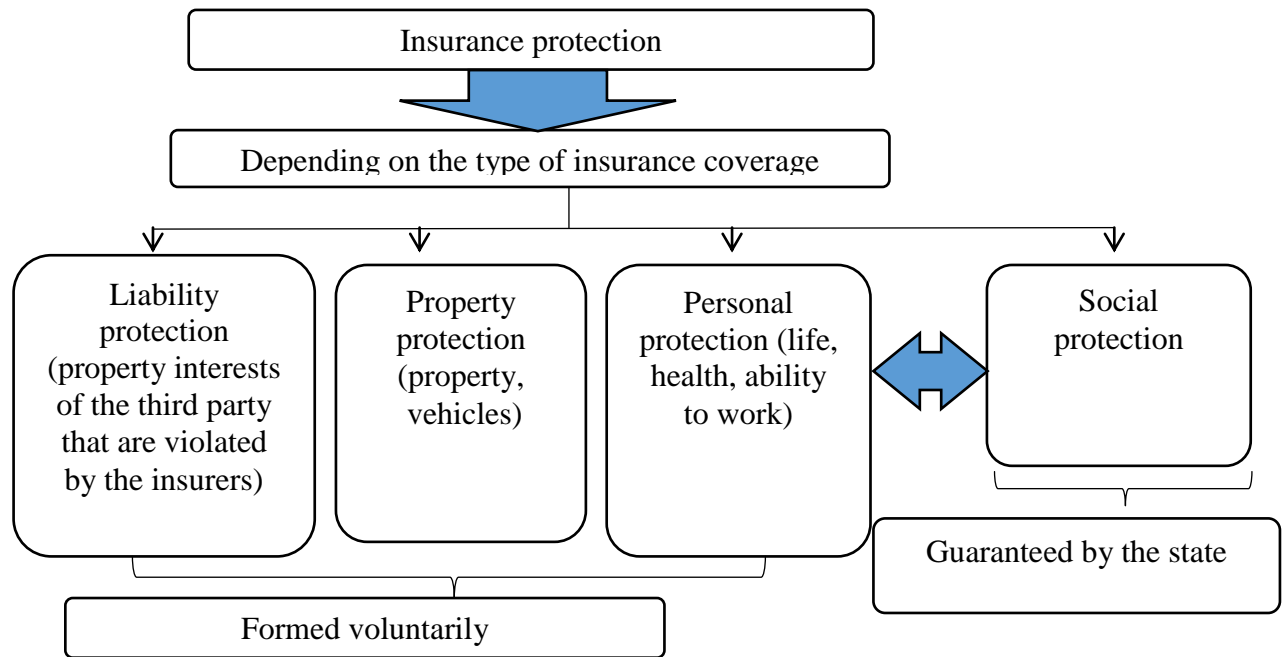 Insurance protection
Depending on the type of insurance coverage
Liability
protection
(property interests
of the third party
that are violated
by the insurers)
Property
protection
(property,
vehicles)
Personal
protection (life,
health, ability
to work)
Social
protection
Guaranteed by the state
Formed voluntarily